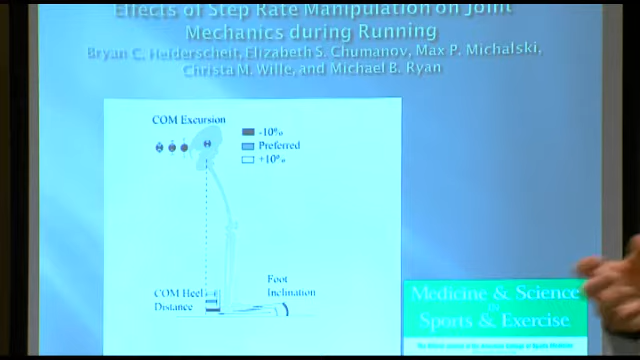 Effects of Step Rate Manipulation on Joint
Mechanics during Running
Bryan C. Heiderscheit, Elizabeth S. Chumanov, Max P. Michalski,
Christa M. Wille, and Michael B. Ryan
COM Excursion
-10%
Preferred
+10%
COM Heel
Distance
Foot
Inclination
Medicine & Science
IN
Sports & Exercise